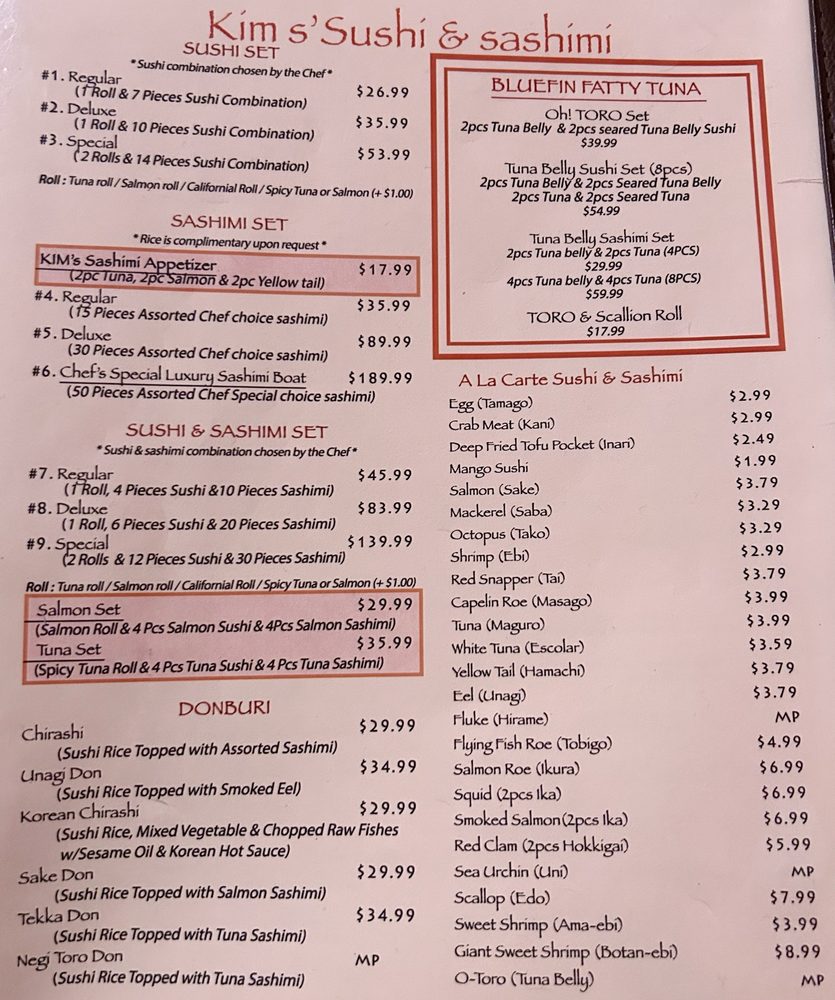 Kim s' Sushi & sashimi
SUSHI SET
*Sushi combination chosen by the Chef*
#1. Regular $26.99
(1 Roll & 7 Pieces Sushi Combination)
#2. Deluxe $35.99
(1 Roll & 10 Pieces Sushi Combination)
#3. Special $53.99
(2 Rolls & 14 Pieces Sushi Combination)
Roll : Tuna roll / Salmon roll / Californial Roll / Spicy Tuna or Salmon (+ $1.00)
SASHIMI SET
*Rice is complimentary upon request*
KIM's Sashimi Appetizer $17.99
(2pc Tuna, 2pc Salmon & 2pc Yellow tail)
#4. Regular $35.99
(15 Pieces Assorted Chef choice sashimi)
#5. Deluxe $89.99
(30 Pieces Assorted Chef choice sashimi)
#6. Chef's Special Luxury Sashimi Boat $189.99
(50 Pieces Assorted Chef Special choice sashimi)
SUSHI & SASHIMI SET
*Sushi & sashimi combination chosen by the Chef*
#7. Regular $45.99
(1 Roll, 4 Pieces Sushi &10 Pieces Sashimi)
#8. Deluxe $83.99
(1 Roll, 6 Pieces Sushi & 20 Pieces Sashimi)
#9. Special $139.99
(2 Rolls & 12 Pieces Sushi & 30 Pieces Sashimi)
Roll : Tuna roll / Salmon roll / Californial Roll / Spicy Tuna or Salmon (+ $1.00)
Salmon Set $29.99
(Salmon Roll & 4 Pcs Salmon Sushi & 4Pcs Salmon Sashimi)
Tuna Set $35.99
(Spicy Tuna Roll & 4 Pcs Tuna Sushi & 4 Pcs Tuna Sashimi)
DONBURI
Chirashi $29.99
(Sushi Rice Topped with Assorted Sashimi)
Unagi Don $34.99
(Sushi Rice Topped with Smoked Eel)
Korean Chirashi $29.99
(Sushi Rice, Mixed Vegetable & Chopped Raw Fishes
w/Sesame Oil & Korean Hot Sauce)
Sake Don $29.99
(Sushi Rice Topped with Salmon Sashimi)
Tekka Don $34.99
(Sushi Rice Topped with Tuna Sashimi)
Negi Toro Don MP
(Sushi Rice Topped with Tuna Sashimi)
BLUEFIN FATTY TUNA
Oh! TORO Set
2pcs Tuna Belly & 2pcs seared Tuna Belly Sushi
$39.99
Tuna Belly Sushi Set (8pcs)
2pcs Tuna Belly & 2pcs Seared Tuna Belly
2pcs Tuna & 2pcs Seared Tuna
$54.99
Tuna Belly Sashimi Set
2pcs Tuna belly & 2pcs Tuna (4PCS)
$29.99
4pcs Tuna belly & 4pcs Tuna (8PCS)
$59.99
TORO & Scallion Roll
$17.99
A La Carte Sushi & Sashimi
Egg (Tamago) $2.99
Crab Meat (Kani) $2.99
Deep Fried Tofu Pocket (Inari) $2.49
Mango Sushi $1.99
Salmon (Sake) $3.79
Mackerel (Saba) $3.29
Octopus (Tako) $3.29
Shrimp (Ebi) $2.99
Red Snapper (Tai) $3.79
Capelin Roe (Masago) $3.99
Tuna (Maguro) $3.99
White Tuna (Escolar) $3.59
Yellow Tail (Hamachi) $3.79
Eel (Unagi) $3.79
Fluke (Hirame) MP
Flying Fish Roe (Tobigo) $4.99
Salmon Roe (Ikura) $6.99
Squid (2pcs Ika) $6.99
Smoked Salmon(2pcs Ika) $6.99
Red Clam (2pcs Hokkigai) $5.99
Sea Urchin (Uni) MP
Scallop (Edo) $7.99
Sweet Shrimp (Ama-ebi) $3.99
Giant Sweet Shrimp (Botan-ebi) $8.99
O-Toro (Tuna Belly) MP